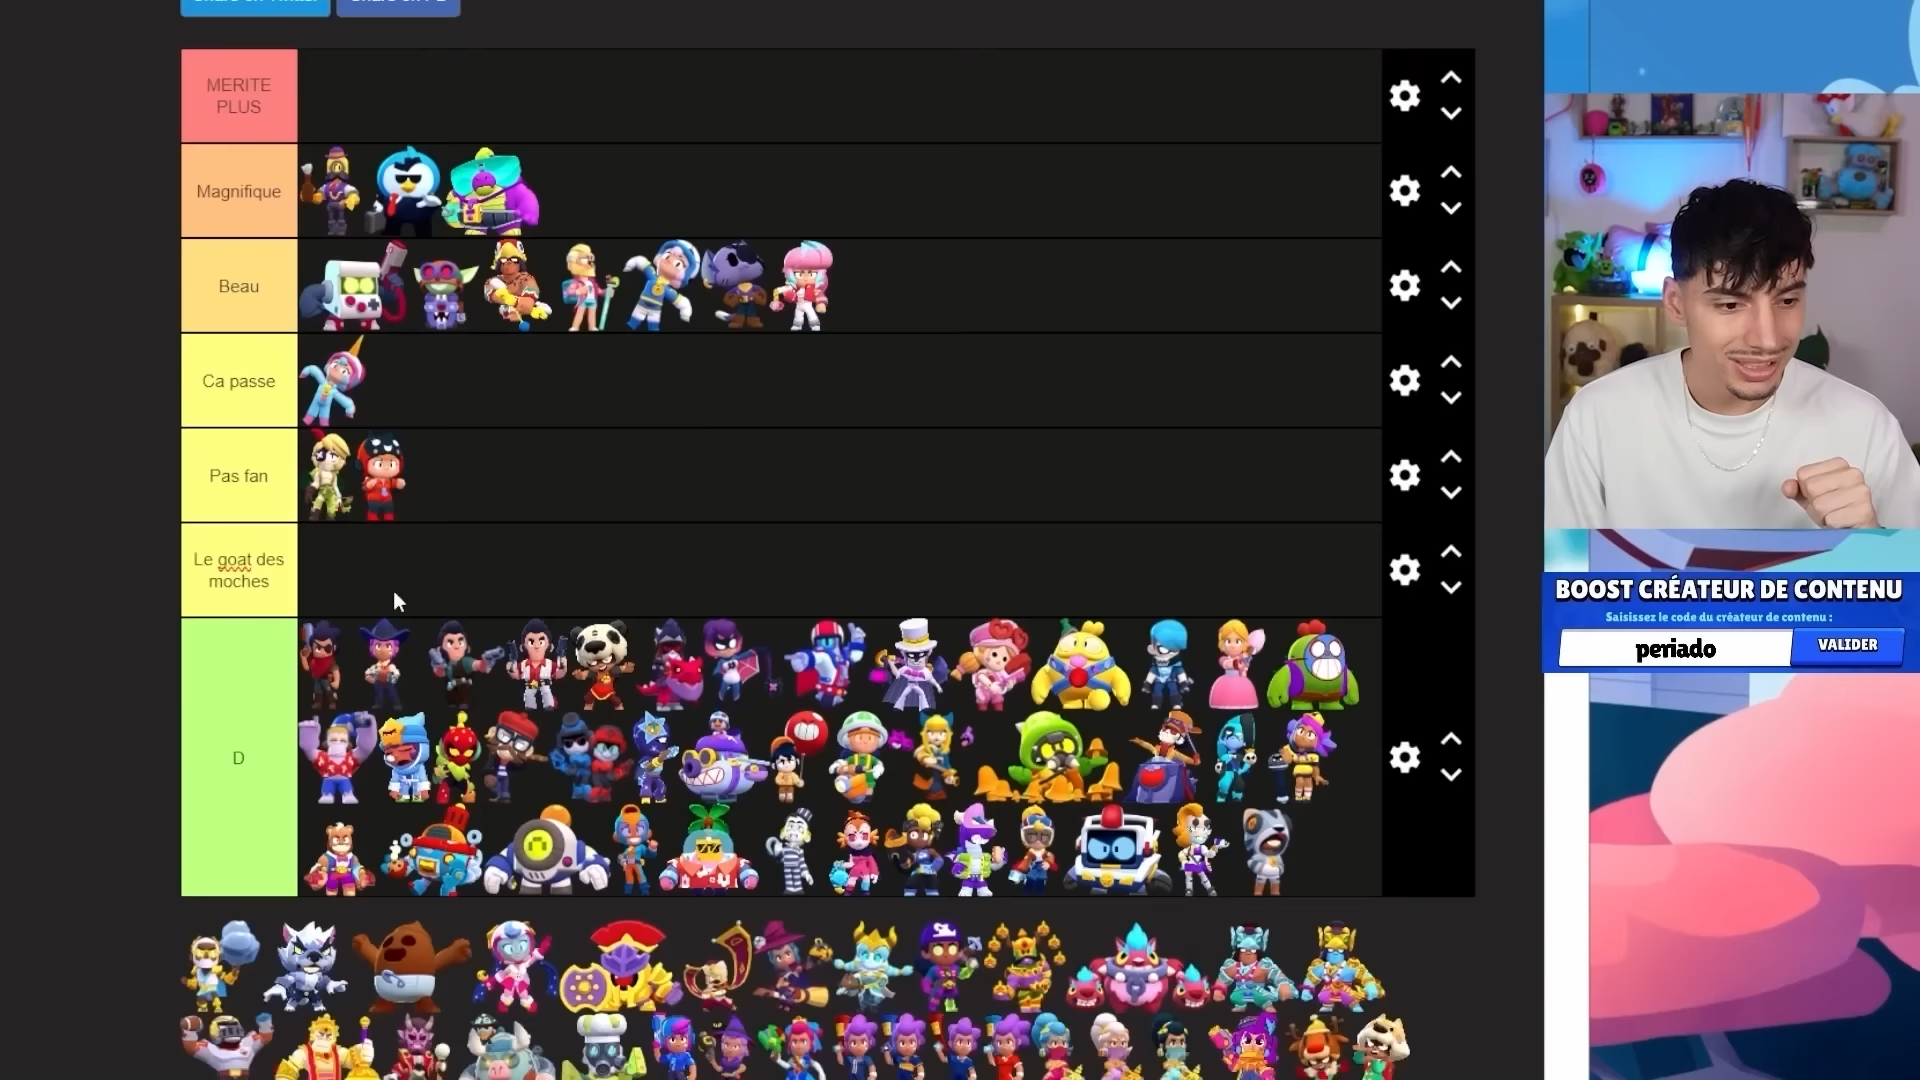 MERITE
PLUS
Magnifique
Beau
Ca passe
Pas fan
Le goat des
moches
D
BOOST CRÉATEUR DE CONTENU
Saisissez le code du créateur de contenu :
periado
VALIDER